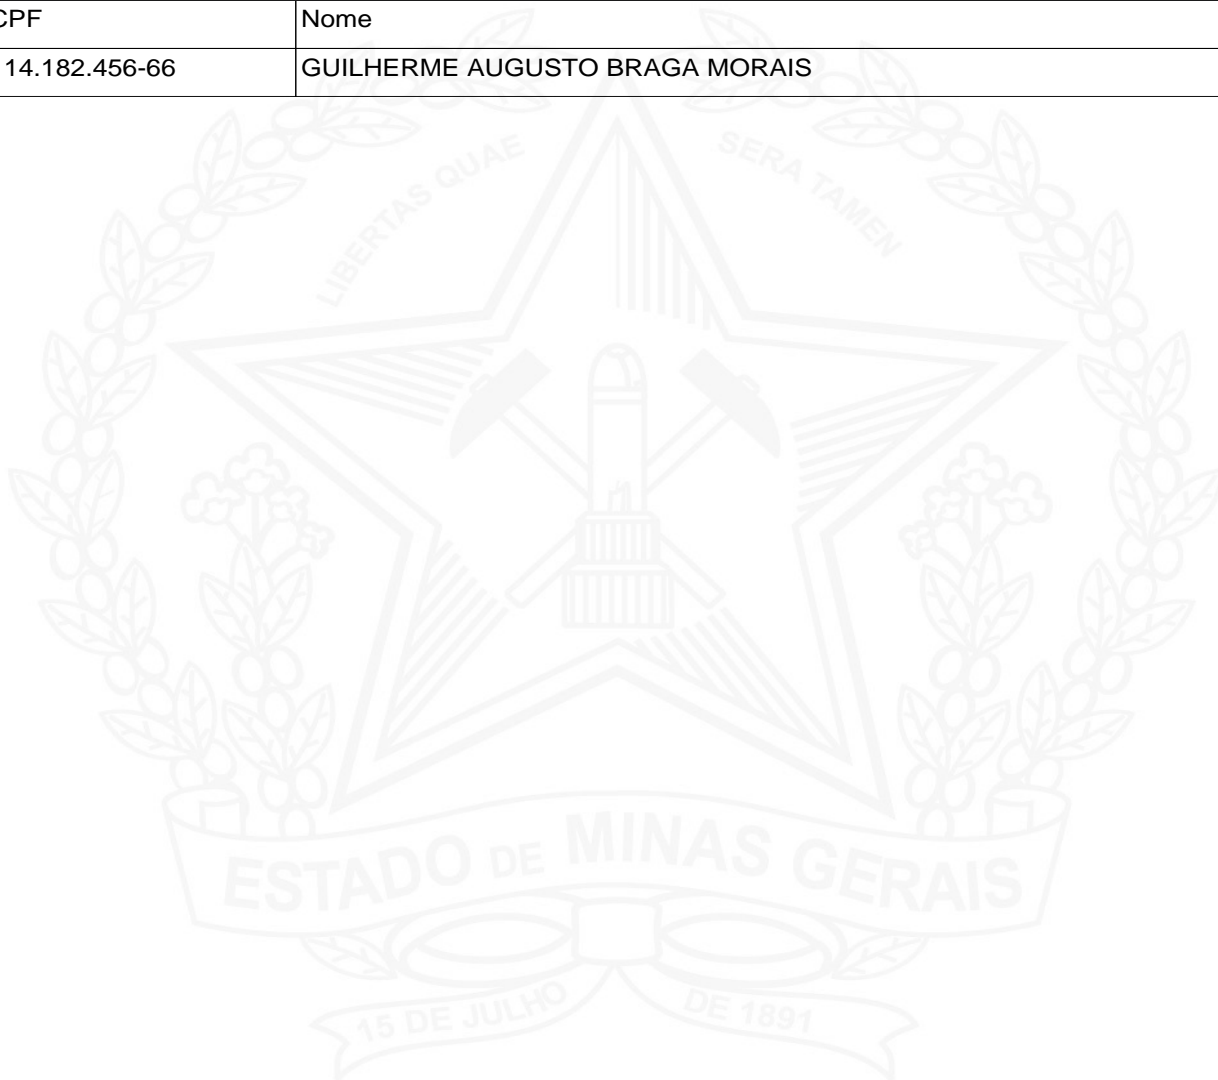 CPF Nome
14.182.456-66 GUILHERME AUGUSTO BRAGA MORAIS
LIBERTAS QUAE SERA TAMEN
ESTADO DE MINAS GERAIS
15 DE JULHO DE 1891